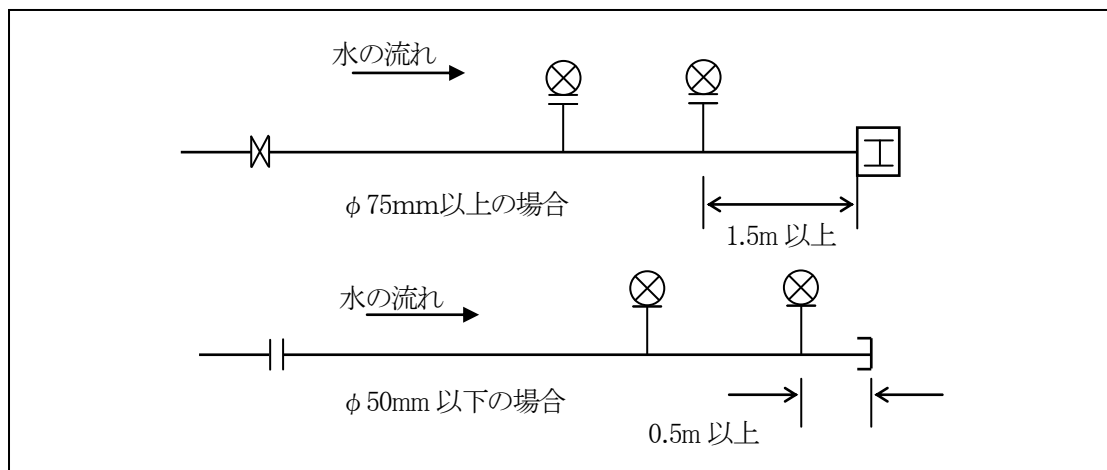 水の流れ
φ75mm以上の場合
1.5m 以上
水の流れ
φ50mm 以下の場合
0.5m 以上